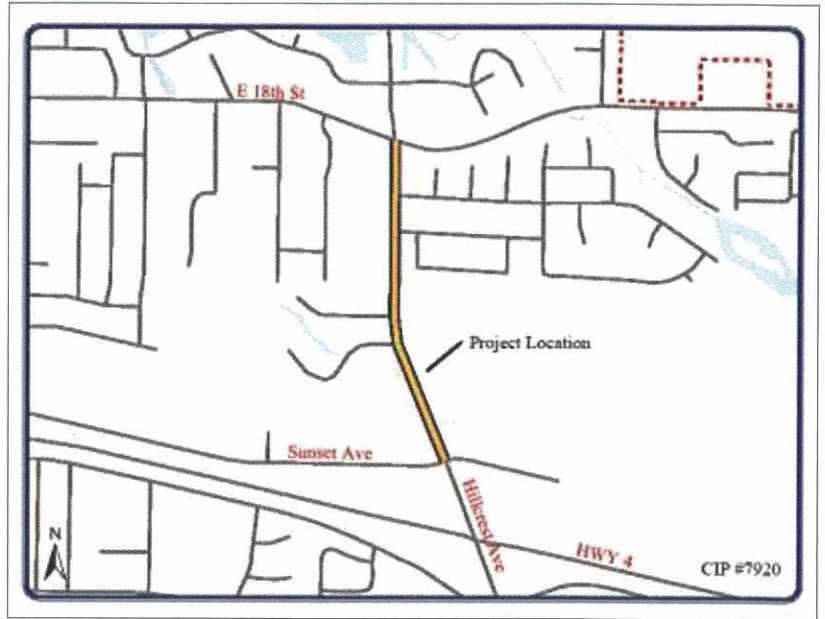 E 18th St
Project Location
Sunset Ave
Hillcrest Ave
HWY 4
N
CIP #7920